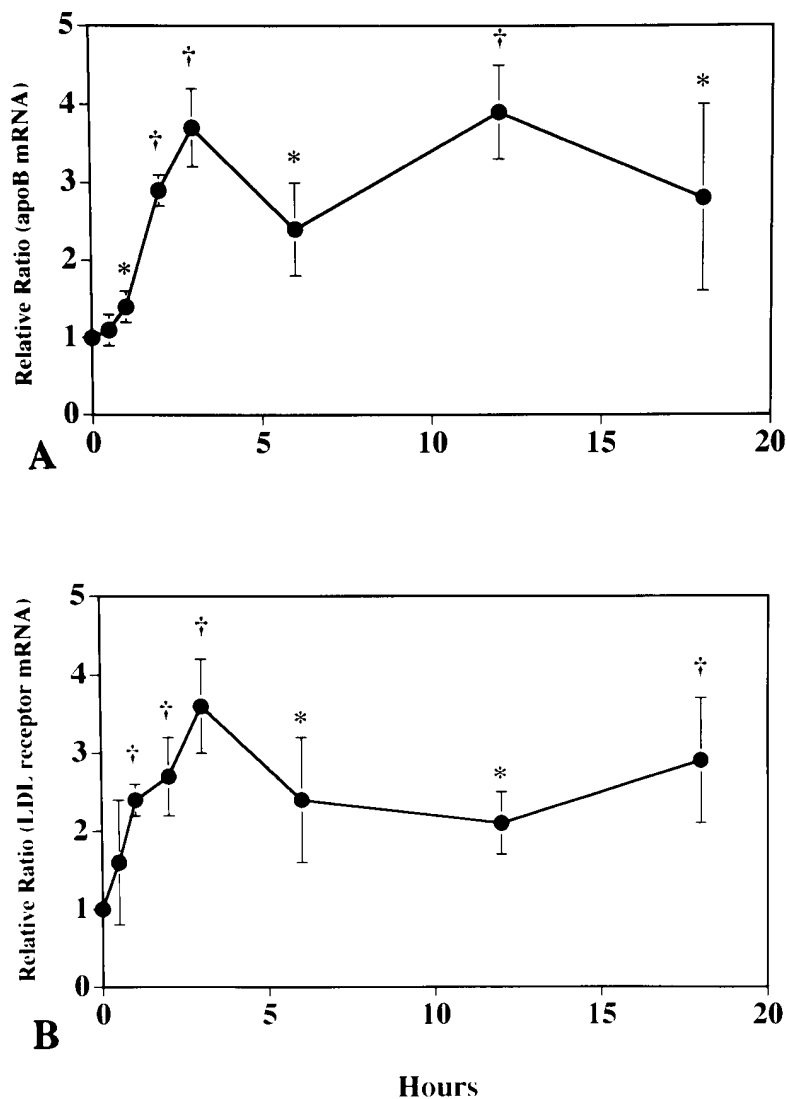 5
4
3
2
1
0
Relative Ratio (apoB mRNA)
* † † * † *
0 5 10 15 20
A
5
4
3
2
1
0
Relative Ratio (LDL receptor mRNA)
† † † * * †
0 5 10 15 20
B
Hours